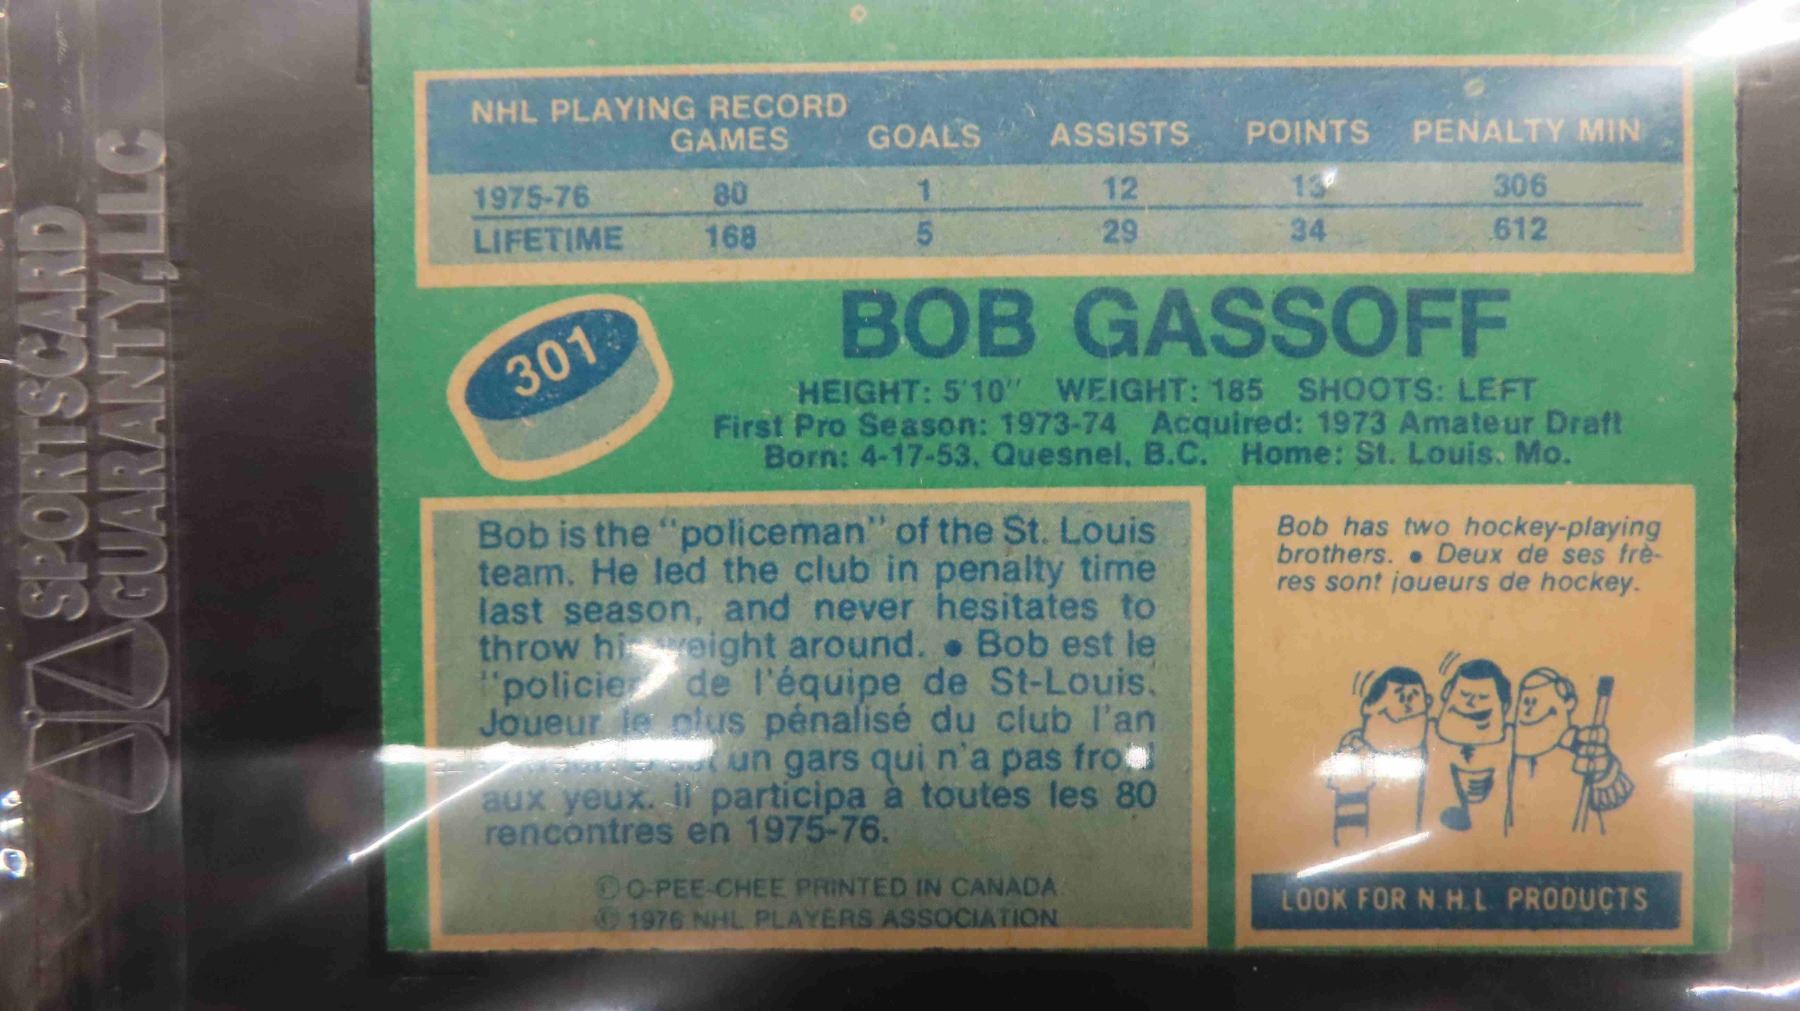 SPORTSCARD
GUARANTY, LLC
NHL PLAYING RECORD
GAMES GOALS ASSISTS POINTS PENALTY MIN
1975-76 80 1 12 13 306
LIFETIME 168 5 29 34 612
301
BOB GASSOFF
HEIGHT: 5'10" WEIGHT: 185 SHOOTS: LEFT
First Pro Season: 1973-74 Acquired: 1973 Amateur Draft
Born: 4-17-53, Quesnel, B.C. Home: St. Louis, Mo.
Bob is the "policeman" of the St. Louis
team. He led the club in penalty time
last season, and never hesitates to
throw his weight around. • Bob est le
"policier" de l'équipe de St-Louis.
Joueur le plus pénalisé du club l'an
un gars qui n'a pas froid
aux yeux. Il participa à toutes les 80
rencontres en 1975-76.
© O-PEE-CHEE PRINTED IN CANADA
© 1976 NHL PLAYERS ASSOCIATION
Bob has two hockey-playing
brothers. • Deux de ses frè-
res sont joueurs de hockey.
LOOK FOR N.H.L. PRODUCTS